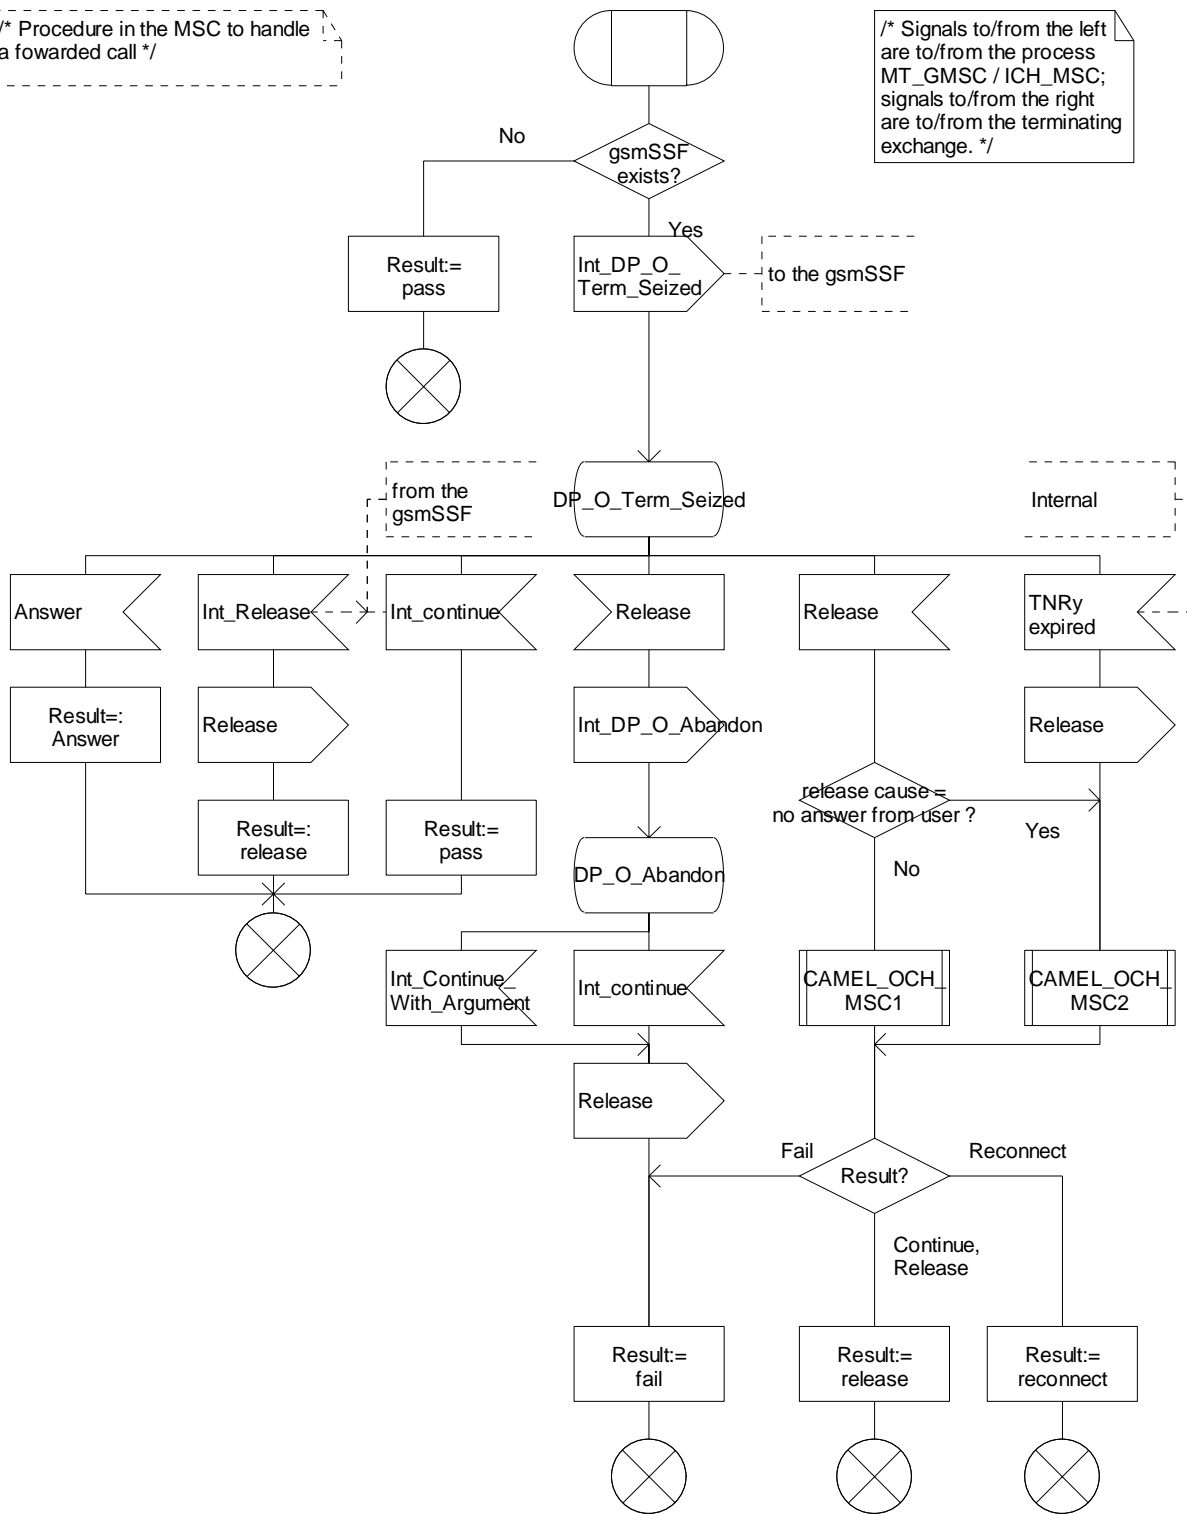 /* Procedure in the MSC to handle
a fowarded call */
/* Signals to/from the left
are to/from the process
MT_GMSC / ICH_MSC;
signals to/from the right
are to/from the terminating
exchange. */
No
gsmSSF
exists?
Yes
Result:=
pass
Int_DP_O_
Term_Seized
to the gsmSSF
from the
gsmSSF
DP_O_Term_Seized
Internal
Answer
Int_Release
Int_continue
Release
Release
TNRy
expired
Result=:
Answer
Release
Int_DP_O_Abandon
Release
release cause =
no answer from user ?
Yes
No
Result=:
release
Result:=
pass
DP_O_Abandon
Int_Continue_
With_Argument
Int_continue
CAMEL_OCH_
MSC1
CAMEL_OCH_
MSC2
Release
Fail
Result?
Reconnect
Continue,
Release
Result:=
fail
Result:=
release
Result:=
reconnect